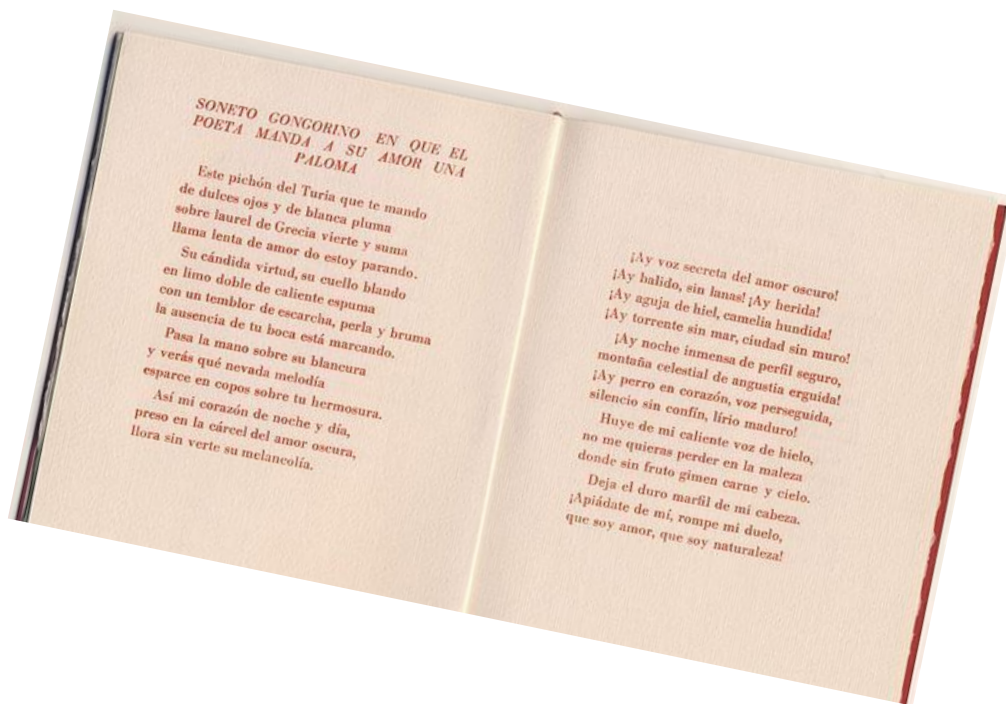 SONETO GONGORINO EN QUE EL
POETA MANDA A SU AMOR UNA
PALOMA
Este pichón del Turia que te mando
de dulces ojos y de blanca pluma
sobre laurel de Grecia vierte y suma
llama lenta de amor do estoy parando.
Su cándida virtud, su cuello blando
en limo doble de caliente espuma
con un temblor de escarcha, perla y bruma
la ausencia de tu boca está marcando.
Pasa la mano sobre su blancura
y verás qué nevada melodía
esparce en copos sobre tu hermosura.
Así mi corazón de noche y día,
preso en la cárcel del amor oscura,
llora sin verte su melancolía.
¡Ay voz secreta del amor oscuro!
¡Ay balido, sin lanas! ¡Ay herida!
¡Ay aguja de hiel, camelia hundida!
¡Ay torrente sin mar, ciudad sin muro!
¡Ay noche inmensa de perfil seguro,
montaña celestial de angustia erguida!
¡Ay perro en corazón, voz perseguida,
silencio sin confín, lírio maduro!
Huye de mi caliente voz de hielo,
no me quieras perder en la maleza
donde sin fruto gimen carne y cielo.
Deja el duro marfil de mi cabeza.
¡Apiádate de mí, rompe mi duelo,
que soy amor, que soy naturaleza!